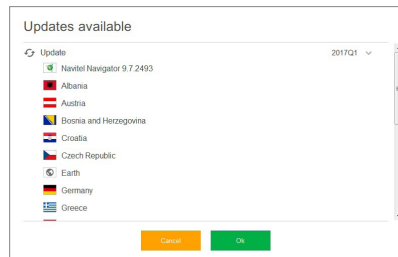 Updates available
Update 2017Q1
Navitel Navigator 9.7.2493
Albania
Austria
Bosnia and Herzegovina
Croatia
Czech Republic
Earth
Germany
Greece
Cancel Ok